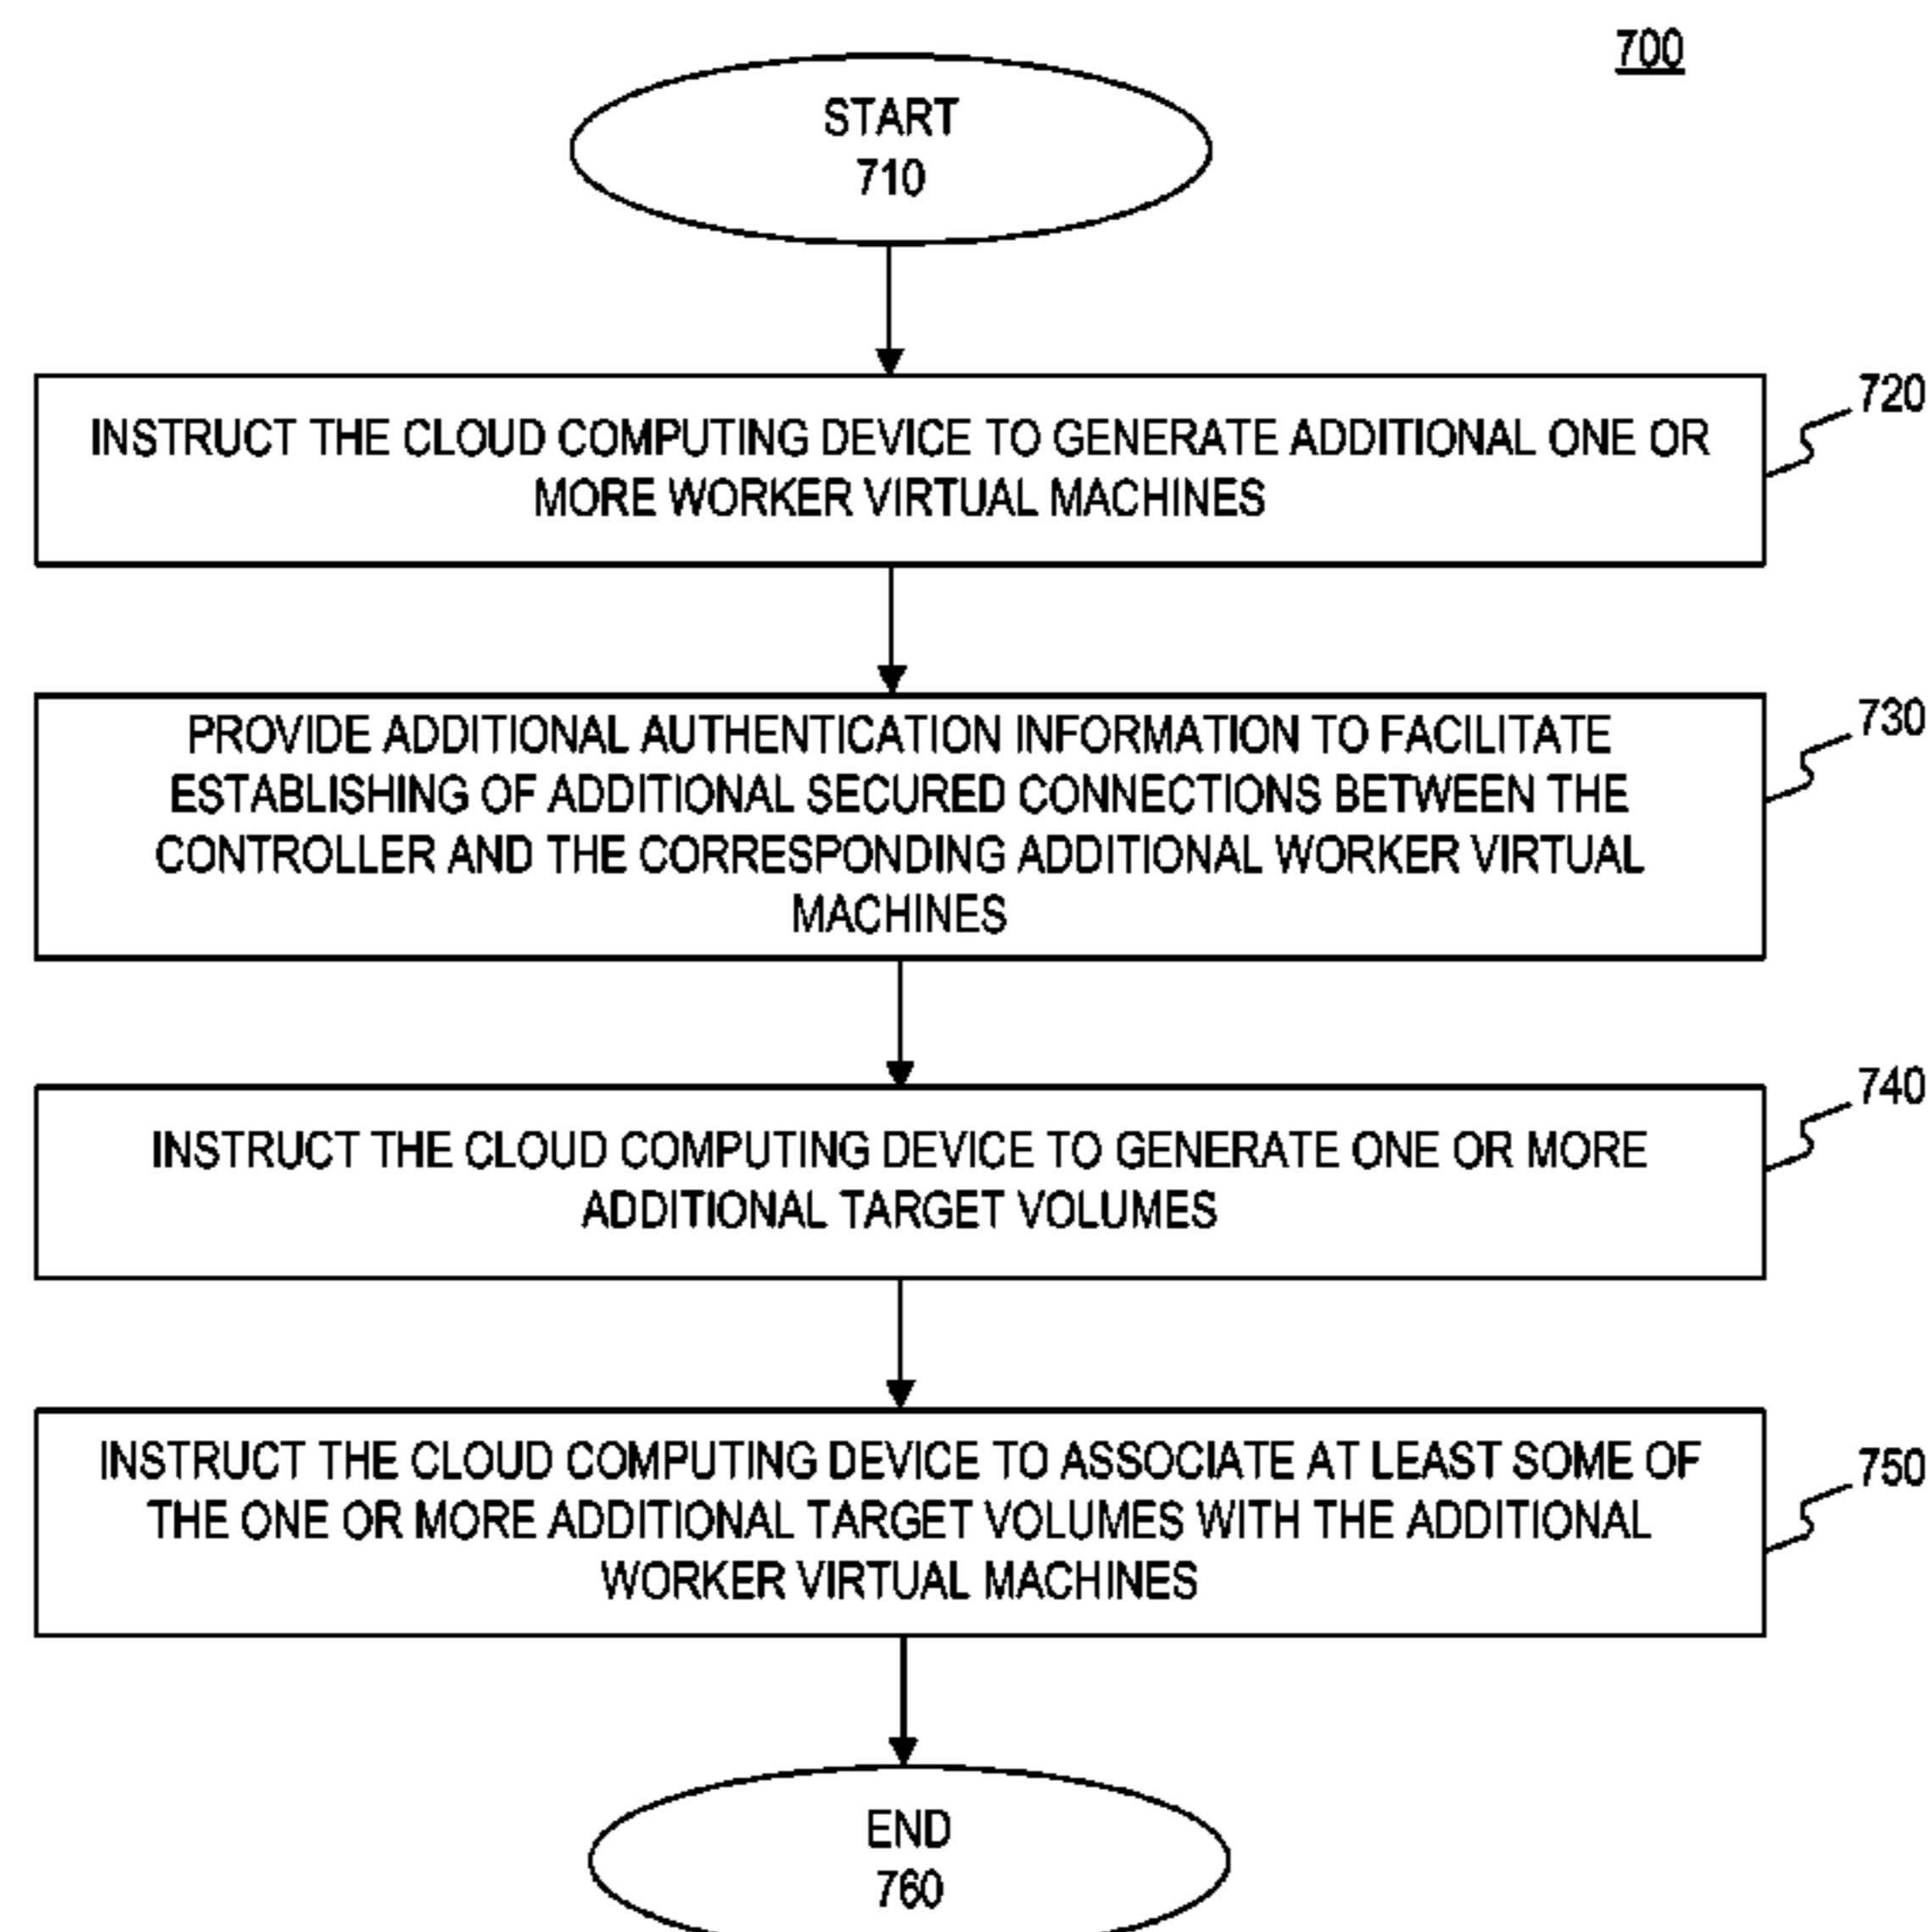 700
START
710
INSTRUCT THE CLOUD COMPUTING DEVICE TO GENERATE ADDITIONAL ONE OR
MORE WORKER VIRTUAL MACHINES
720
PROVIDE ADDITIONAL AUTHENTICATION INFORMATION TO FACILITATE
ESTABLISHING OF ADDITIONAL SECURED CONNECTIONS BETWEEN THE
CONTROLLER AND THE CORRESPONDING ADDITIONAL WORKER VIRTUAL
MACHINES
730
INSTRUCT THE CLOUD COMPUTING DEVICE TO GENERATE ONE OR MORE
ADDITIONAL TARGET VOLUMES
740
INSTRUCT THE CLOUD COMPUTING DEVICE TO ASSOCIATE AT LEAST SOME OF
THE ONE OR MORE ADDITIONAL TARGET VOLUMES WITH THE ADDITIONAL
WORKER VIRTUAL MACHINES
750
END
760